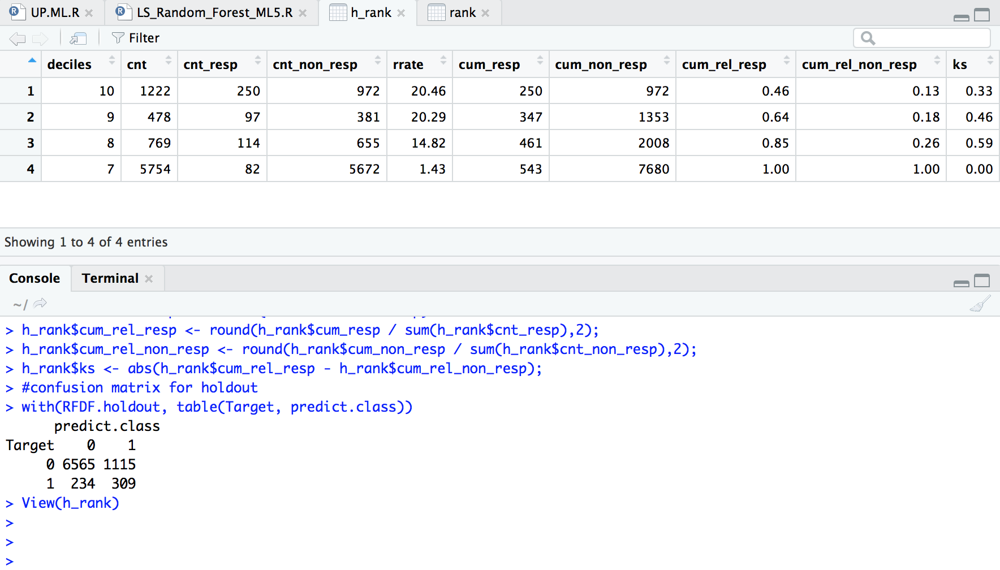 UP.ML.R LS_Random_Forest_ML5.R h_rank rank
Filter
deciles cnt cnt_resp cnt_non_resp rrate cum_resp cum_non_resp cum_rel_resp cum_rel_non_resp ks
1 10 1222 250 972 20.46 250 972 0.46 0.13 0.33
2 9 478 97 381 20.29 347 1353 0.64 0.18 0.46
3 8 769 114 655 14.82 461 2008 0.85 0.26 0.59
4 7 5754 82 5672 1.43 543 7680 1.00 1.00 0.00
Showing 1 to 4 of 4 entries
Console Terminal
~/
> h_rank$cum_rel_resp <- round(h_rank$cum_resp / sum(h_rank$cnt_resp),2);
> h_rank$cum_rel_non_resp <- round(h_rank$cum_non_resp / sum(h_rank$cnt_non_resp),2);
> h_rank$ks <- abs(h_rank$cum_rel_resp - h_rank$cum_rel_non_resp);
> #confusion matrix for holdout
> with(RFDF.holdout, table(Target, predict.class))
predict.class
Target 0 1
0 6565 1115
1 234 309
> View(h_rank)
>
>
>